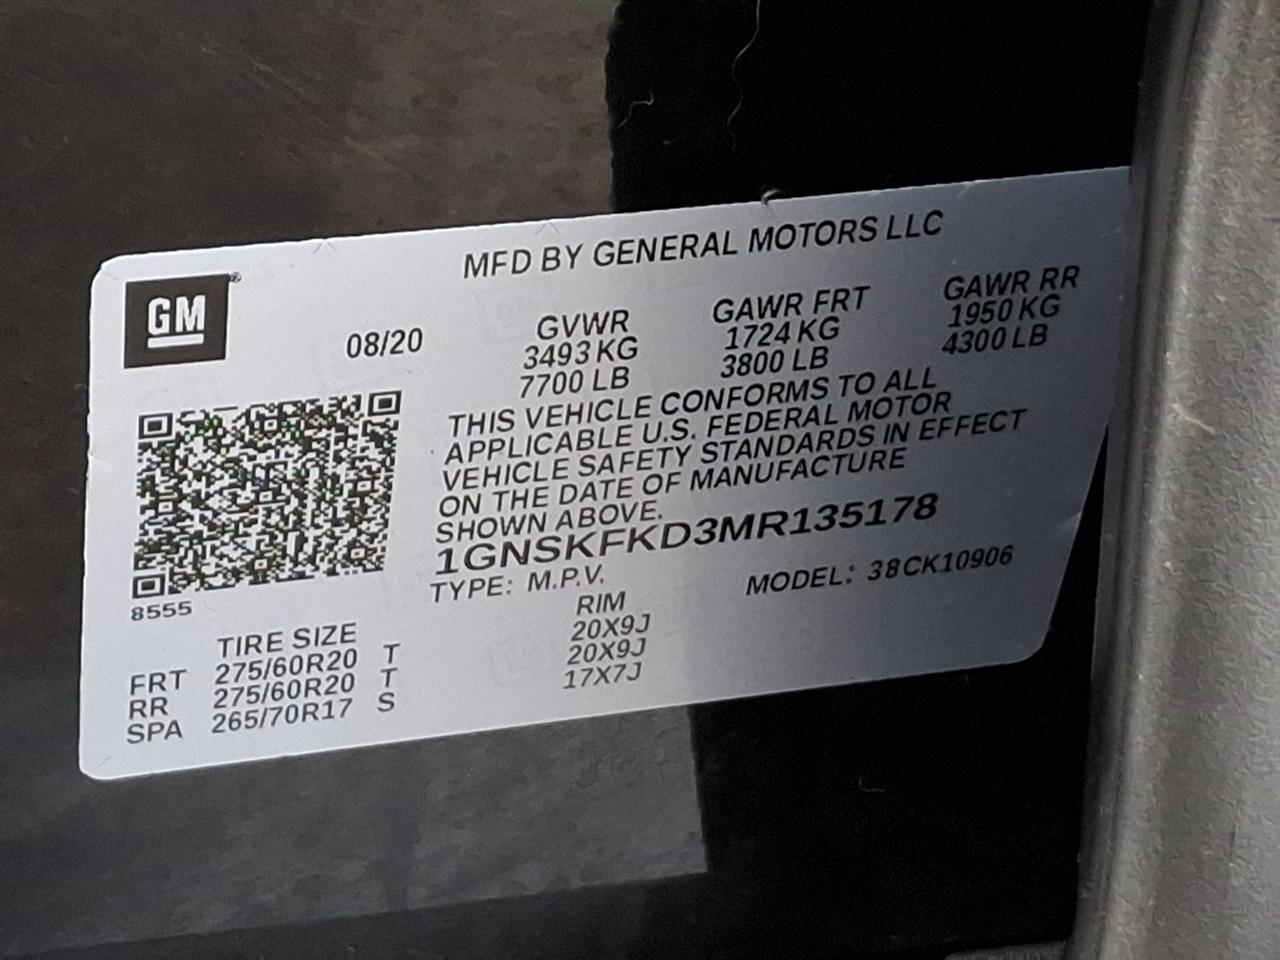 MFD BY GENERAL MOTORS LLC
GM
08/20
GVWR
3493 KG
7700 LB
GAWR FRT
1724 KG
3800 LB
GAWR RR
1950 KG
4300 LB
THIS VEHICLE CONFORMS TO ALL
APPLICABLE U.S. FEDERAL MOTOR
VEHICLE SAFETY STANDARDS IN EFFECT
ON THE DATE OF MANUFACTURE
SHOWN ABOVE.
1GNSKFKD3MR135178
TYPE: M.P.V. MODEL: 38CK10906
8555
TIRE SIZE RIM
FRT 275/60R20 T 20X9J
RR 275/60R20 T 20X9J
SPA 265/70R17 S 17X7J